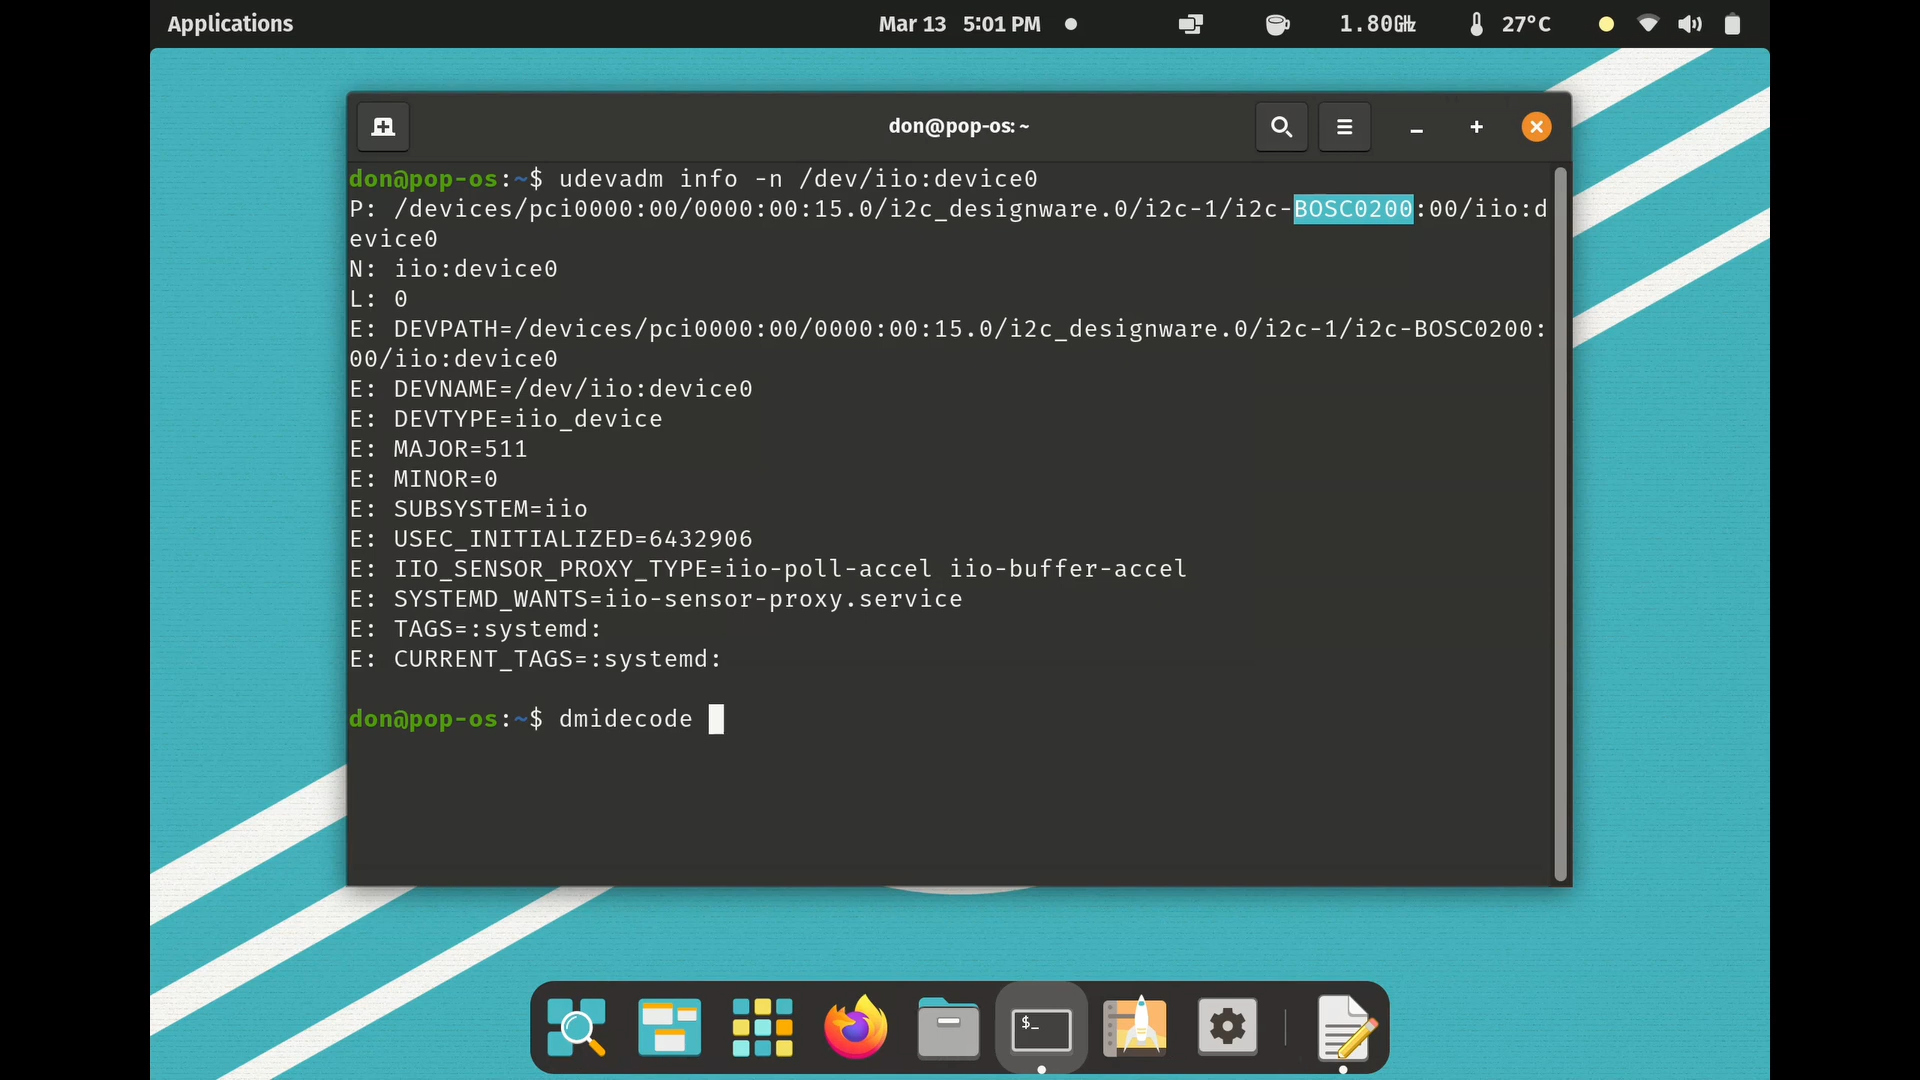 Applications
Mar 13 5:01 PM
1.80GHz
27°C
don@pop-os: ~
don@pop-os:~$ udevadm info -n /dev/iio:device0
P: /devices/pci0000:00/0000:00:15.0/i2c_designware.0/i2c-1/i2c-BOSC0200:00/iio:d
evice0
N: iio:device0
L: 0
E: DEVPATH=/devices/pci0000:00/0000:00:15.0/i2c_designware.0/i2c-1/i2c-BOSC0200:
00/iio:device0
E: DEVNAME=/dev/iio:device0
E: DEVTYPE=iio_device
E: MAJOR=511
E: MINOR=0
E: SUBSYSTEM=iio
E: USEC_INITIALIZED=6432906
E: IIO_SENSOR_PROXY_TYPE=iio-poll-accel iio-buffer-accel
E: SYSTEMD_WANTS=iio-sensor-proxy.service
E: TAGS=:systemd:
E: CURRENT_TAGS=:systemd:
don@pop-os:~$ dmidecode
$_